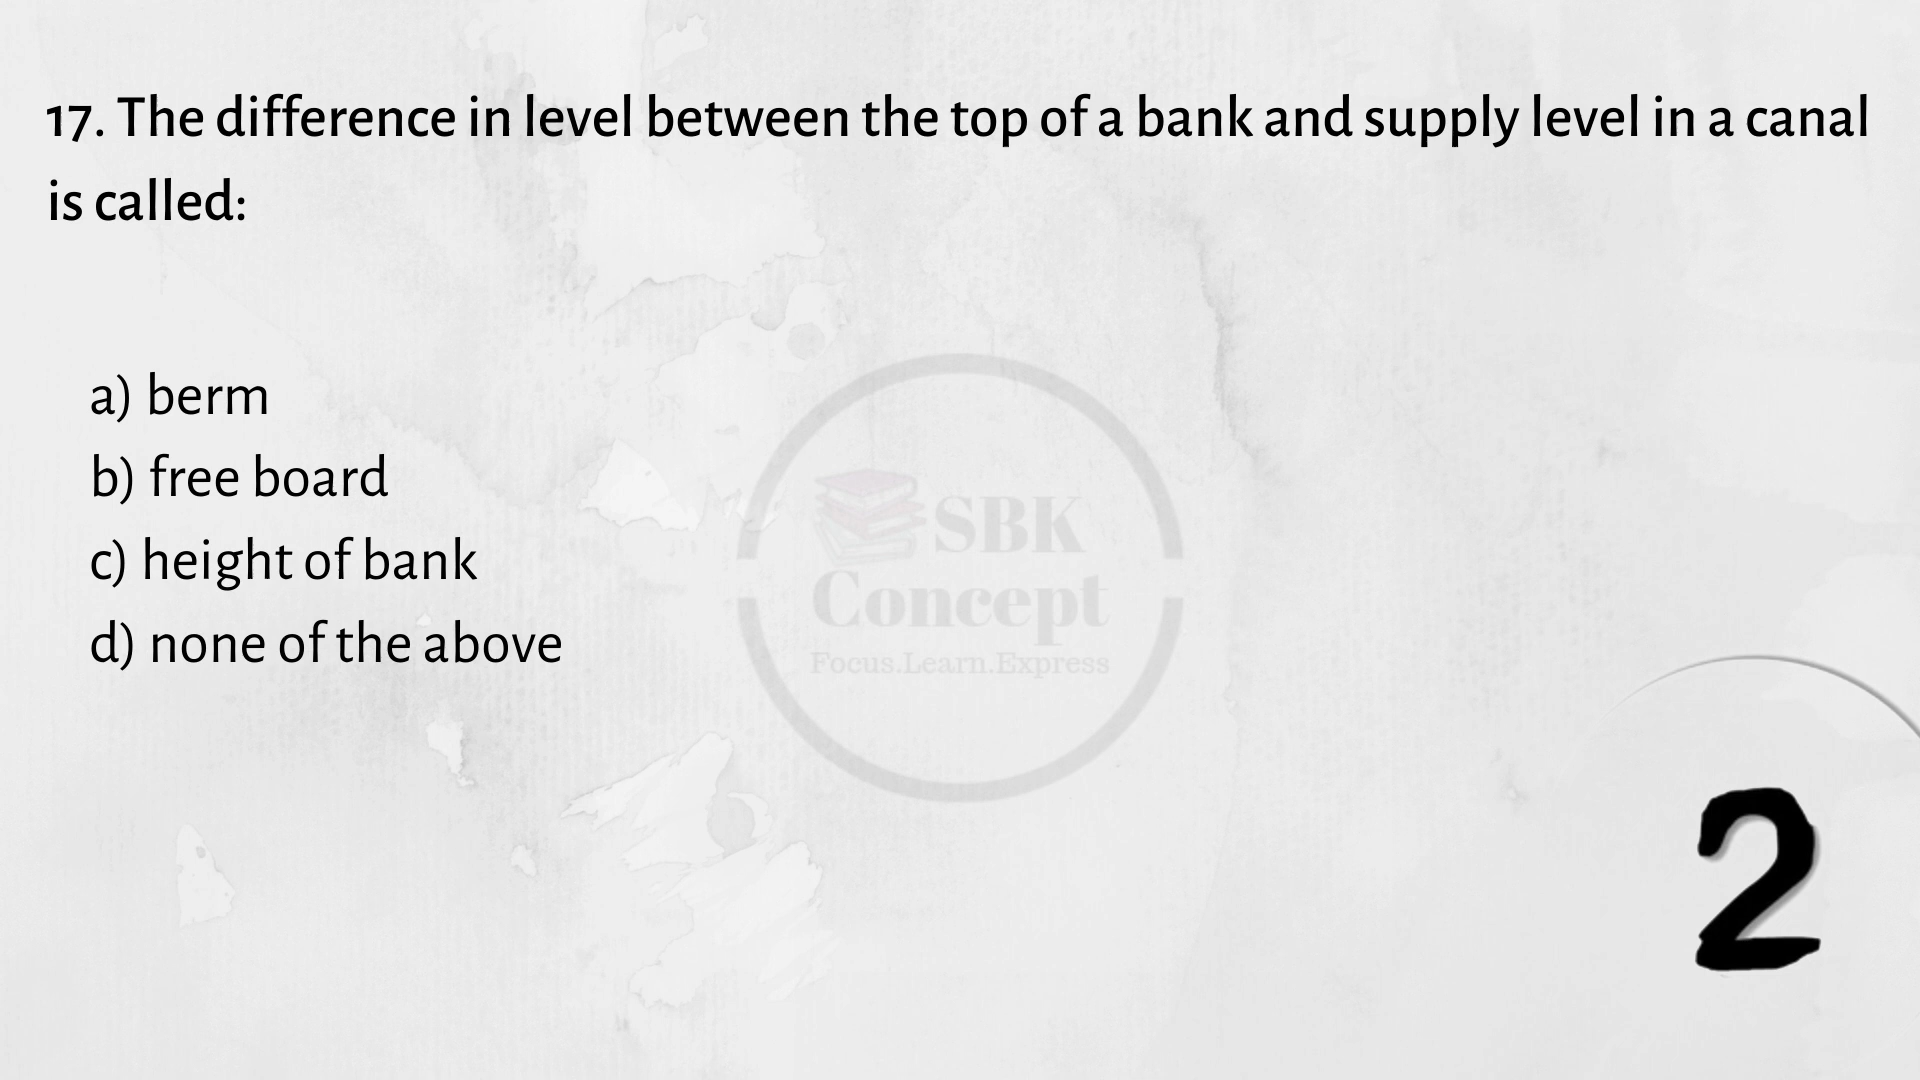 17. The difference in level between the top of a bank and supply level in a canal
is called:
a) berm
b) free board
c) height of bank
d) none of the above
SBK
Concept
Focus.Learn.Express
2